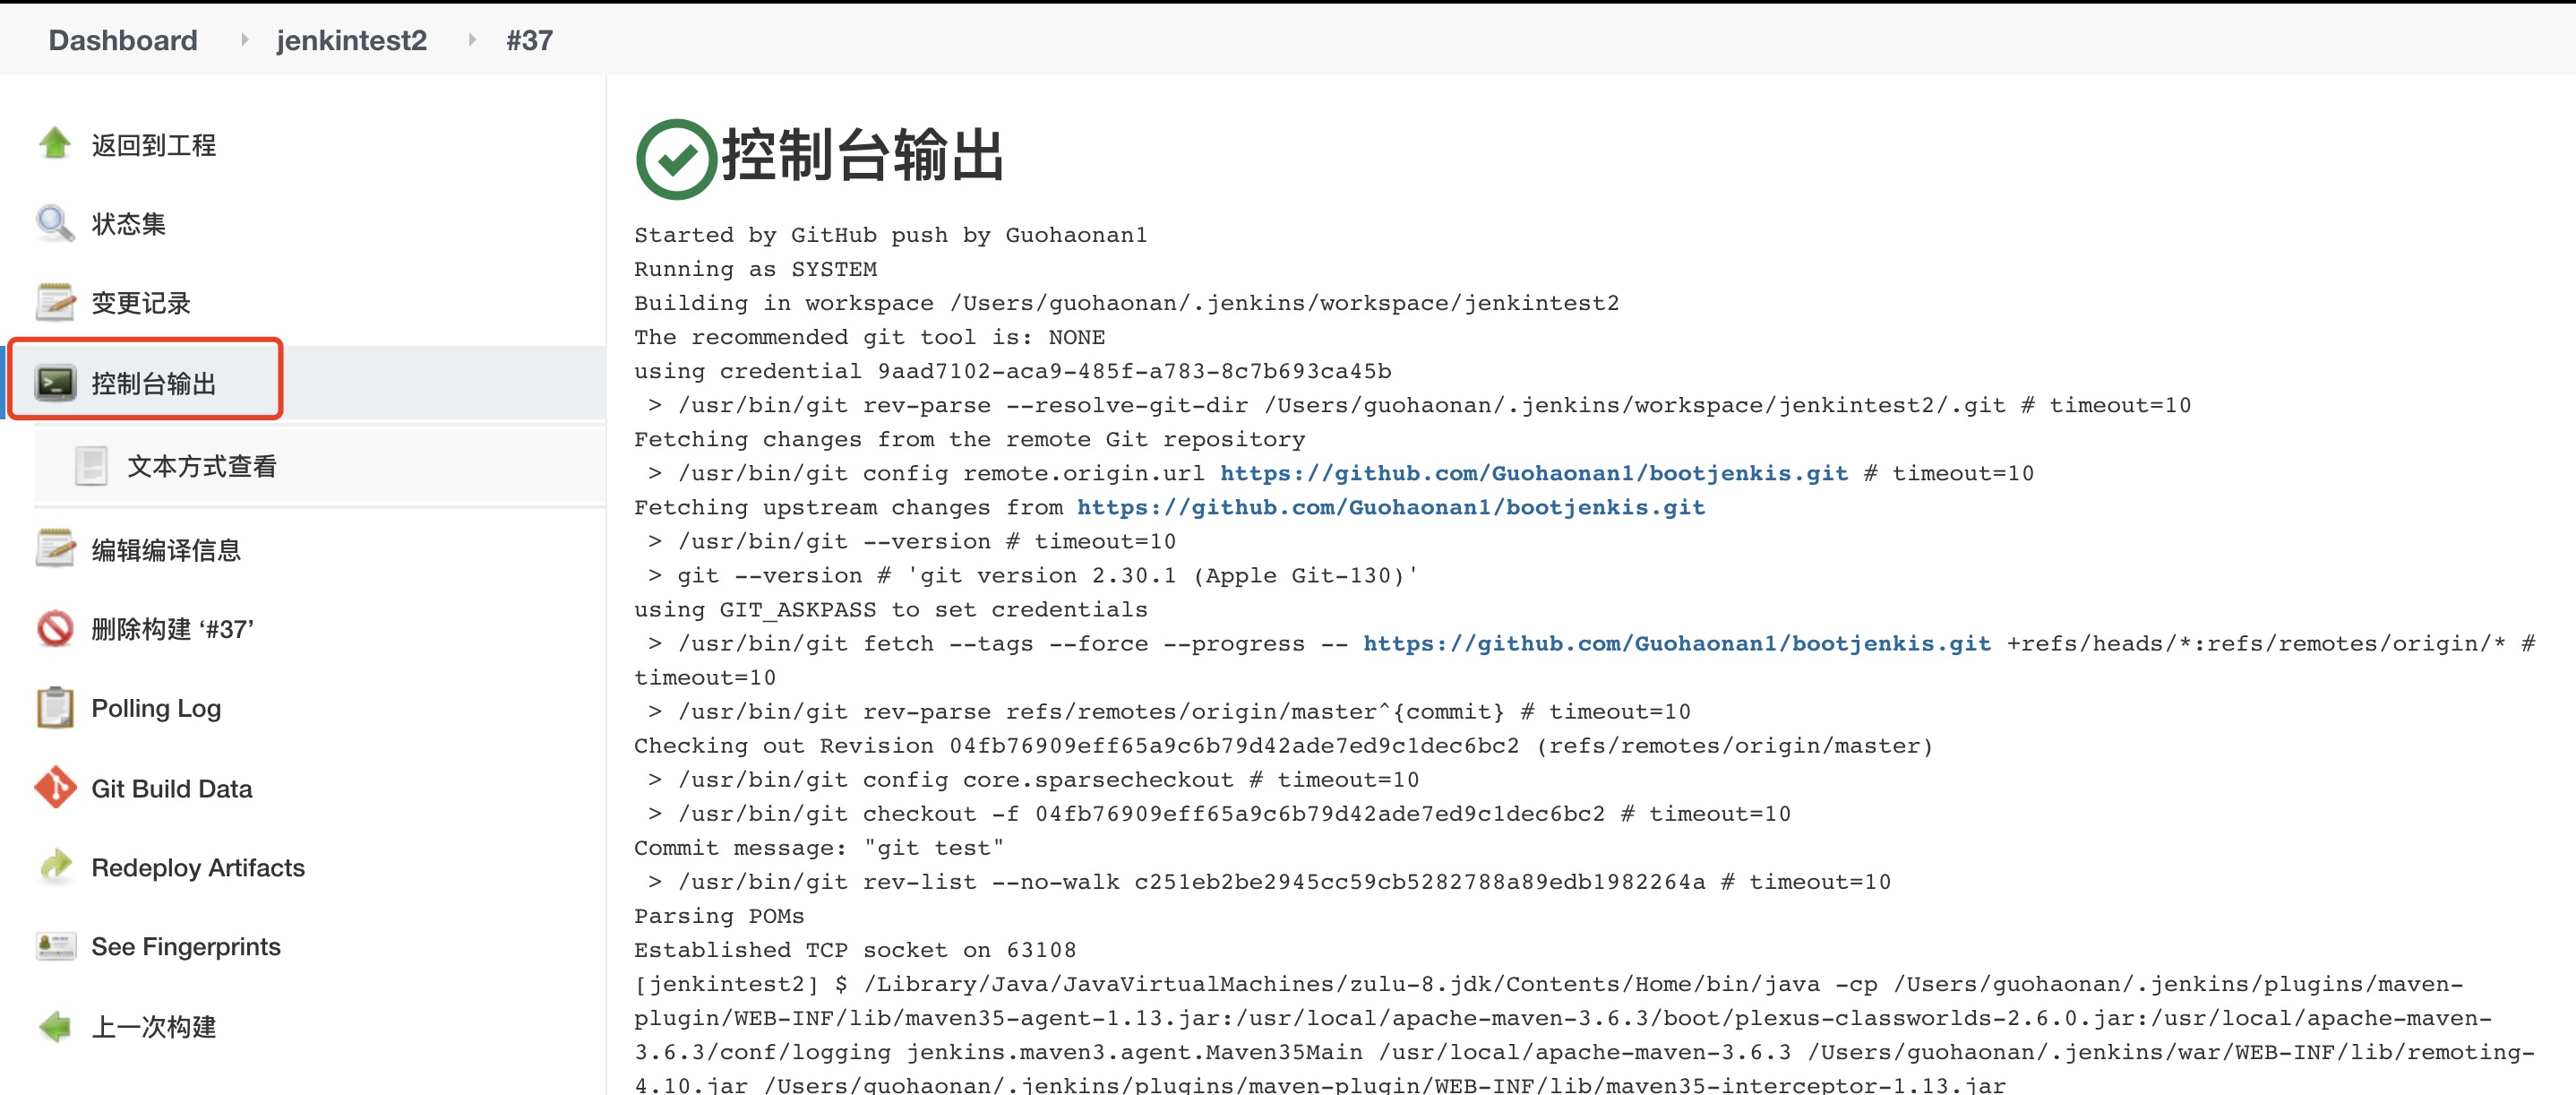 Dashboard jenkintest2 #37
返回到工程
状态集
变更记录
控制台输出
文本方式查看
编辑编译信息
删除构建 ‘#37’
Polling Log
Git Build Data
Redeploy Artifacts
See Fingerprints
上一次构建
控制台输出
Started by GitHub push by Guohaonan1
Running as SYSTEM
Building in workspace /Users/guohaonan/.jenkins/workspace/jenkintest2
The recommended git tool is: NONE
using credential 9aad7102-aca9-485f-a783-8c7b693ca45b
> /usr/bin/git rev-parse --resolve-git-dir /Users/guohaonan/.jenkins/workspace/jenkintest2/.git # timeout=10
Fetching changes from the remote Git repository
> /usr/bin/git config remote.origin.url https://github.com/Guohaonan1/bootjenkis.git # timeout=10
Fetching upstream changes from https://github.com/Guohaonan1/bootjenkis.git
> /usr/bin/git --version # timeout=10
> git --version # 'git version 2.30.1 (Apple Git-130)'
using GIT_ASKPASS to set credentials
> /usr/bin/git fetch --tags --force --progress -- https://github.com/Guohaonan1/bootjenkis.git +refs/heads/*:refs/remotes/origin/* #
timeout=10
> /usr/bin/git rev-parse refs/remotes/origin/master^{commit} # timeout=10
Checking out Revision 04fb76909eff65a9c6b79d42ade7ed9c1dec6bc2 (refs/remotes/origin/master)
> /usr/bin/git config core.sparsecheckout # timeout=10
> /usr/bin/git checkout -f 04fb76909eff65a9c6b79d42ade7ed9c1dec6bc2 # timeout=10
Commit message: "git test"
> /usr/bin/git rev-list --no-walk c251eb2be2945cc59cb5282788a89edb1982264a # timeout=10
Parsing POMs
Established TCP socket on 63108
[jenkintest2] $ /Library/Java/JavaVirtualMachines/zulu-8.jdk/Contents/Home/bin/java -cp /Users/guohaonan/.jenkins/plugins/maven-
plugin/WEB-INF/lib/maven35-agent-1.13.jar:/usr/local/apache-maven-3.6.3/boot/plexus-classworlds-2.6.0.jar:/usr/local/apache-maven-
3.6.3/conf/logging jenkins.maven3.agent.Maven35Main /usr/local/apache-maven-3.6.3 /Users/guohaonan/.jenkins/war/WEB-INF/lib/remoting-
4.10.jar /Users/guohaonan/.jenkins/plugins/maven-plugin/WEB-INF/lib/maven35-interceptor-1.13.jar